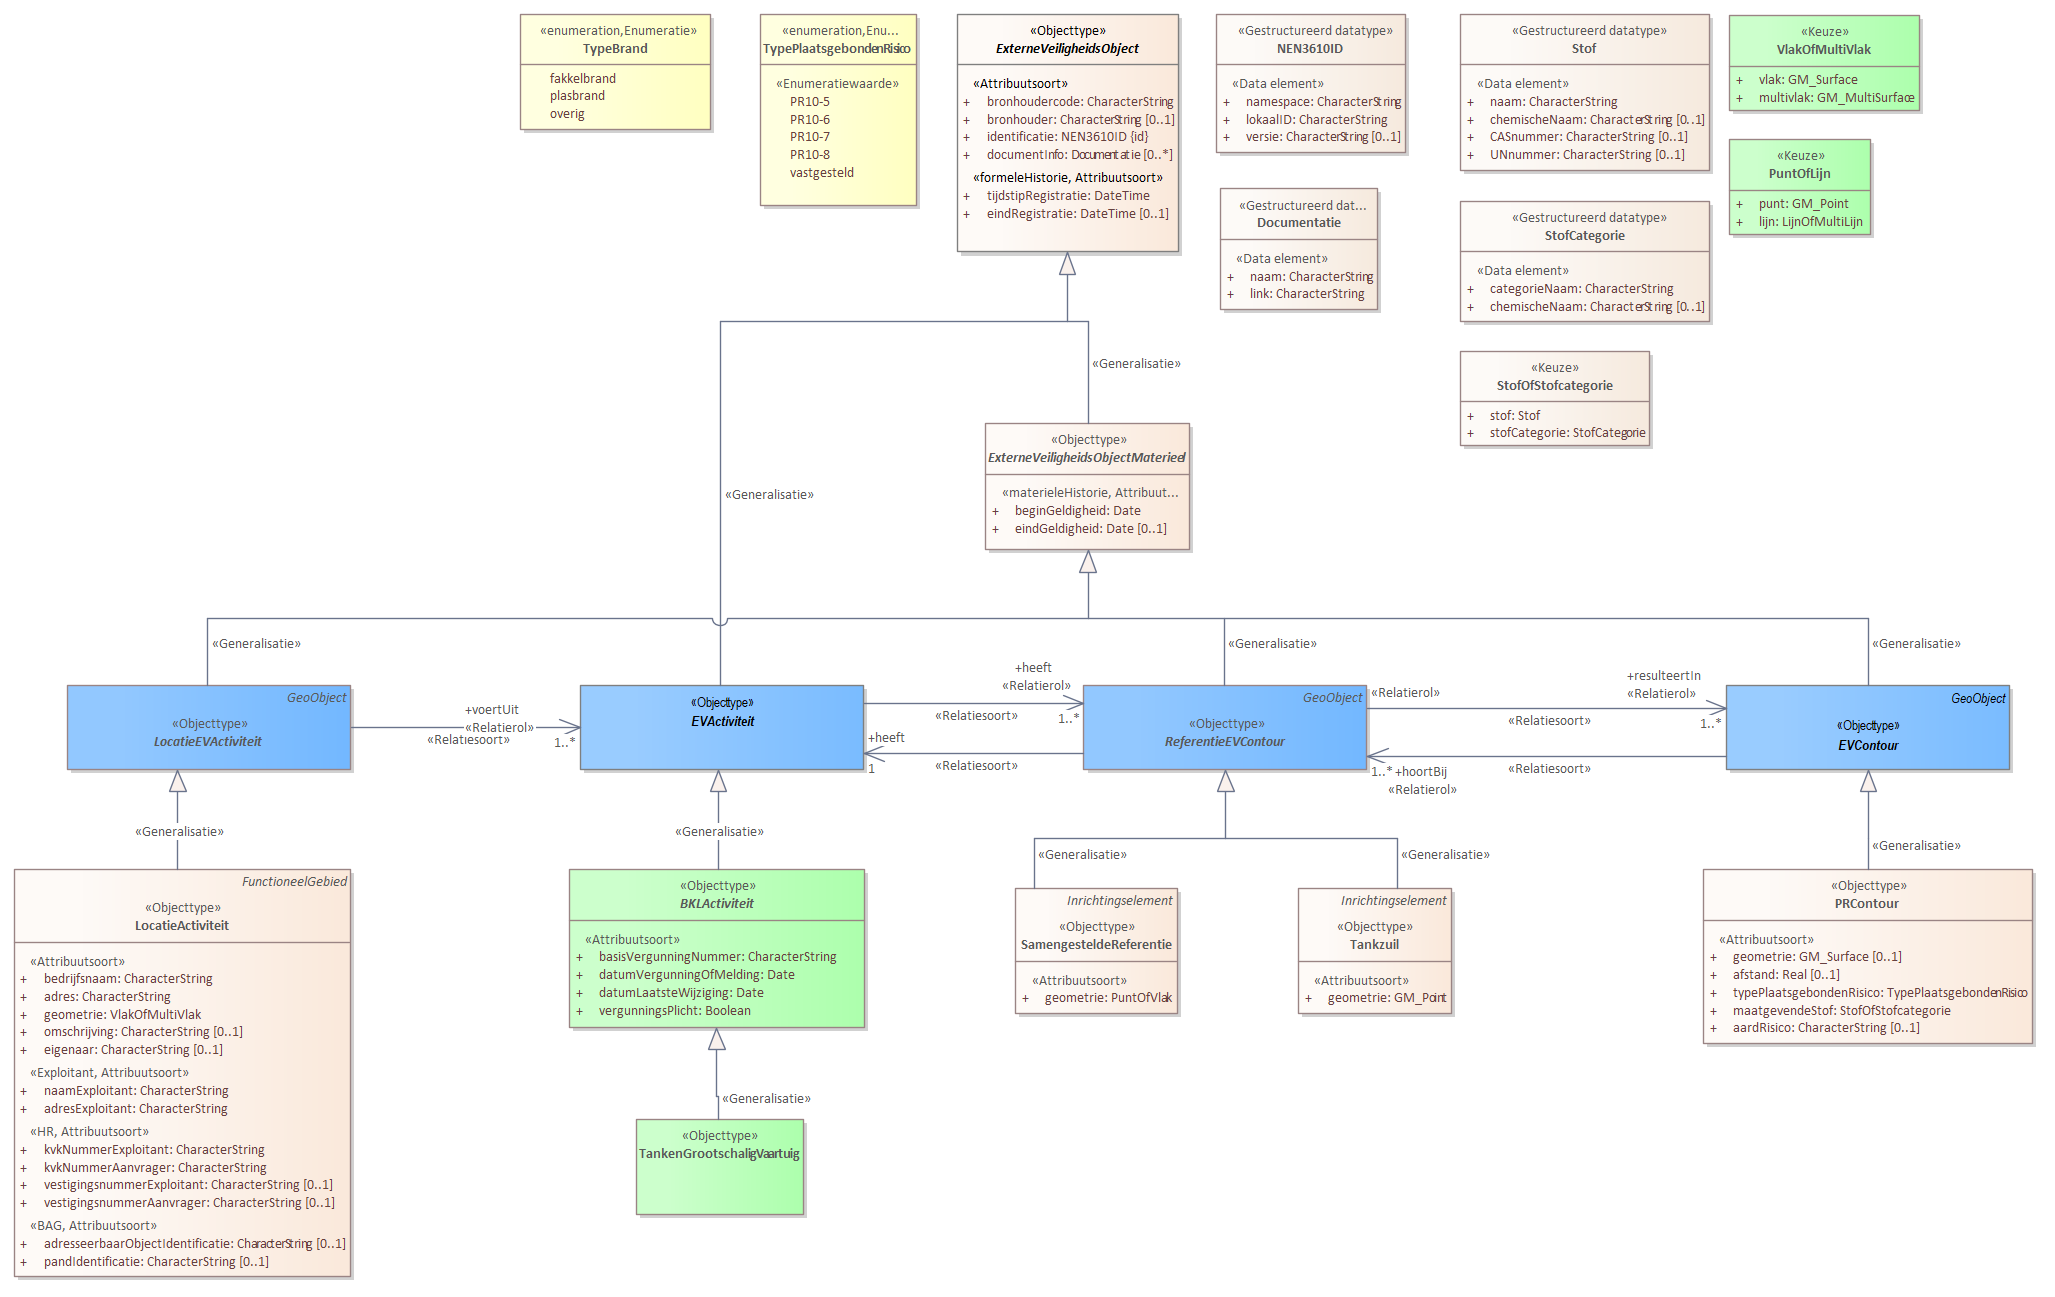 «enumeration,Enumeratie»
TypeBrand
fakkelbrand
plasbrand
overig
«enumeration,Enu...
TypePlaatsgebondenRisico
«Enumeratiewaarde»
PR10-5
PR10-6
PR10-7
PR10-8
vastgesteld
«Objecttype»
ExterneVeiligheidsObject
«Attribuutsoort»
+ bronhoudercode: CharacterString
+ bronhouder: CharacterString [0..1]
+ identificatie: NEN3610ID {id}
+ documentInfo: Documentatie [0..*]
«formeleHistorie, Attribuutsoort»
+ tijdstipRegistratie: DateTime
+ eindRegistratie: DateTime [0..1]
«Gestructureerd datatype»
NEN3610ID
«Data element»
+ namespace: CharacterString
+ lokaalID: CharacterString
+ versie: CharacterString [0..1]
«Gestructureerd dat...
Documentatie
«Data element»
+ naam: CharacterString
+ link: CharacterString
«Gestructureerd datatype»
Stof
«Data element»
+ naam: CharacterString
+ chemischeNaam: CharacterString [0..1]
+ CASnummer: CharacterString [0..1]
+ UNnummer: CharacterString [0..1]
«Gestructureerd datatype»
StofCategorie
«Data element»
+ categorieNaam: CharacterString
+ chemischeNaam: CharacterString [0..1]
«Keuze»
StofOfStofcategorie
+ stof: Stof
+ stofCategorie: StofCategorie
«Keuze»
VlakOfMultiVlak
+ vlak: GM_Surface
+ multivlak: GM_MultiSurface
«Keuze»
PuntOfLijn
+ punt: GM_Point
+ lijn: LijnOfMultiLijn
«Generalisatie»
«Generalisatie»
«Objecttype»
ExterneVeiligheidsObjectMaterieel
«materieleHistorie, Attribuut...
+ beginGeldigheid: Date
+ eindGeldigheid: Date [0..1]
«Generalisatie»
«Generalisatie»
«Generalisatie»
GeoObject
«Objecttype»
LocatieEVActiviteit
+voertUit
«Relatierol»
«Relatiesoort»
1..*
«Objecttype»
EVActiviteit
+heeft
«Relatierol»
«Relatiesoort»
1..*
+heeft
1
«Relatiesoort»
GeoObject
«Objecttype»
ReferentieEVContour
«Relatierol»
+resulteertIn
«Relatierol»
«Relatiesoort»
1..*
1..* +hoortBij
«Relatierol»
«Relatiesoort»
GeoObject
«Objecttype»
EVContour
«Generalisatie»
«Generalisatie»
«Generalisatie»
«Generalisatie»
«Generalisatie»
FunctioneelGebied
«Objecttype»
LocatieActiviteit
«Attribuutsoort»
+ bedrijfsnaam: CharacterString
+ adres: CharacterString
+ geometrie: VlakOfMultiVlak
+ omschrijving: CharacterString [0..1]
+ eigenaar: CharacterString [0..1]
«Exploitant, Attribuutsoort»
+ naamExploitant: CharacterString
+ adresExploitant: CharacterString
«HR, Attribuutsoort»
+ kvkNummerExploitant: CharacterString
+ kvkNummerAanvrager: CharacterString
+ vestigingsnummerExploitant: CharacterString [0..1]
+ vestigingsnummerAanvrager: CharacterString [0..1]
«BAG, Attribuutsoort»
+ adresseerbaarObjectIdentificatie: CharacterString [0..1]
+ pandIdentificatie: CharacterString [0..1]
«Objecttype»
BKLActiviteit
«Attribuutsoort»
+ basisVergunningNummer: CharacterString
+ datumVergunningOfMelding: Date
+ datumLaatsteWijziging: Date
+ vergunningsPlicht: Boolean
«Generalisatie»
«Objecttype»
TankenGrootschaligVaartuig
Inrichtingselement
«Objecttype»
SamengesteldeReferentie
«Attribuutsoort»
+ geometrie: PuntOfVlak
Inrichtingselement
«Objecttype»
Tankzuil
«Attribuutsoort»
+ geometrie: GM_Point
«Objecttype»
PRContour
«Attribuutsoort»
+ geometrie: GM_Surface [0..1]
+ afstand: Real [0..1]
+ typePlaatsgebondenRisico: TypePlaatsgebondenRisico
+ maatgevendeStof: StofOfStofcategorie
+ aardRisico: CharacterString [0..1]